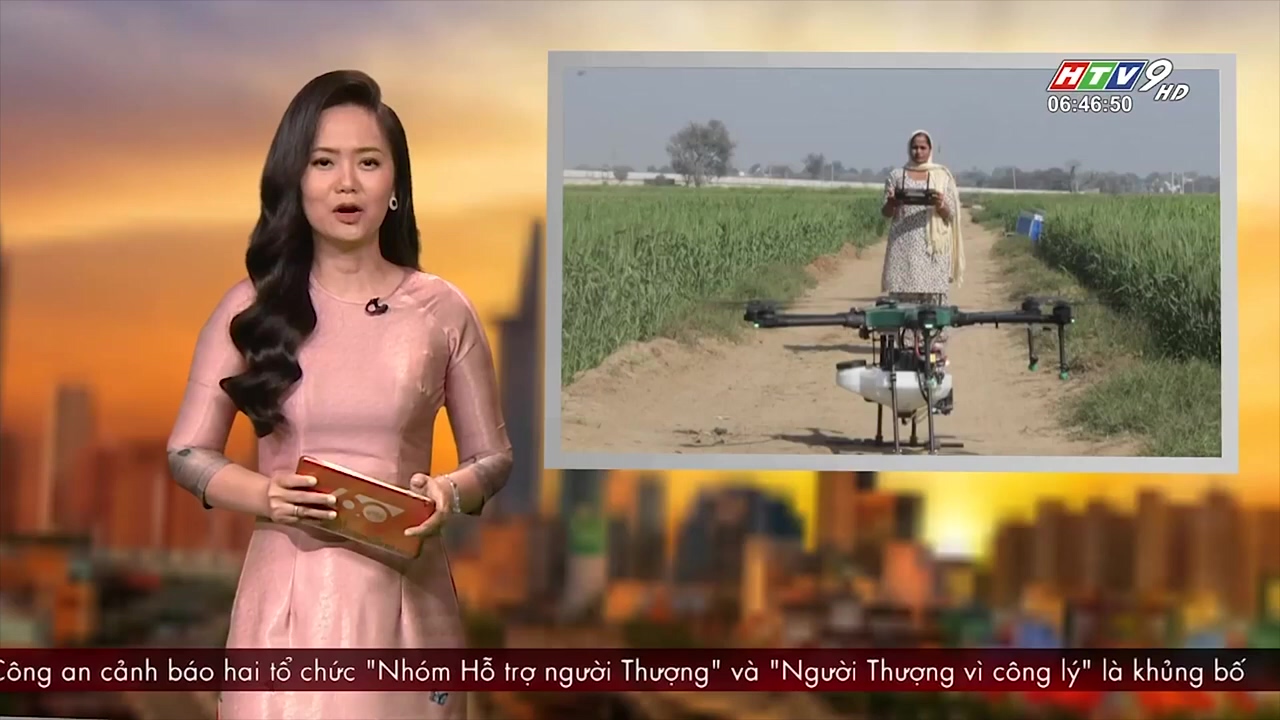 HTV9 HD
06:46:50
Công an cảnh báo hai tổ chức "Nhóm Hỗ trợ người Thượng" và "Người Thượng vì công lý" là khủng bố